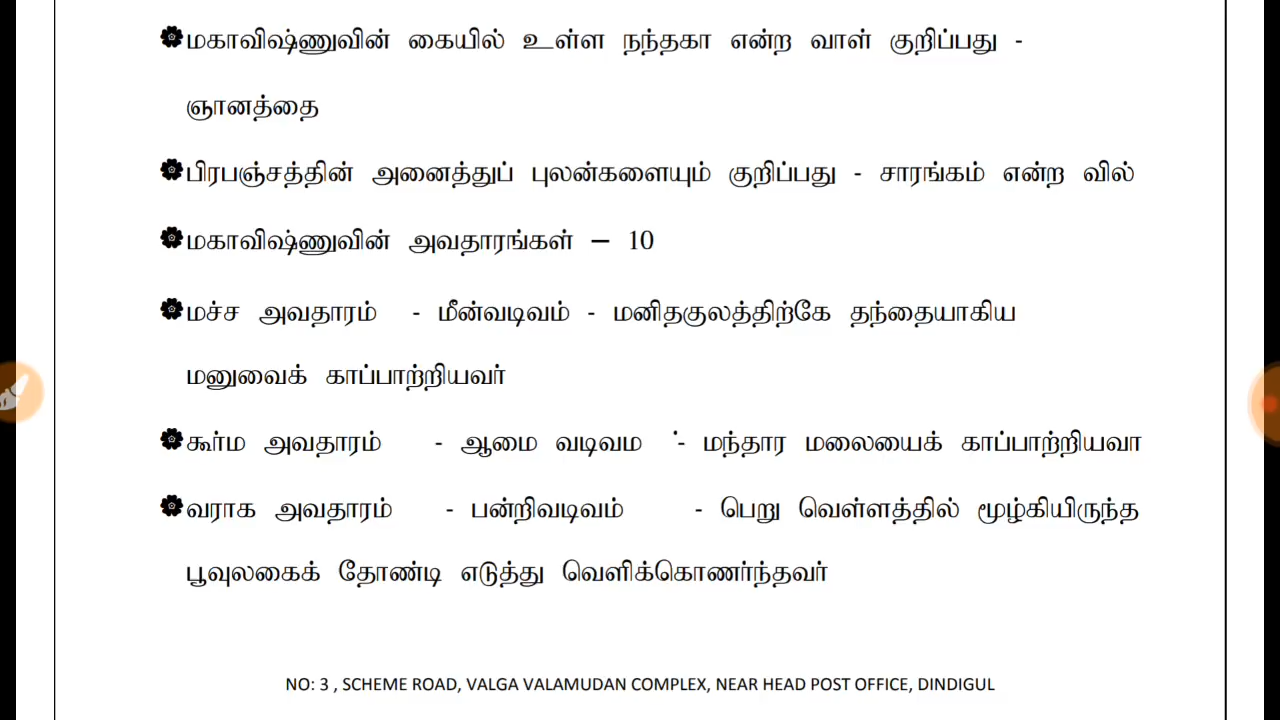 மகாவிஷ்ணுவின் கையில் உள்ள நந்தகா என்ற வாள் குறிப்பது -
ஞானத்தை
பிரபஞ்சத்தின் அனைத்துப் புலன்களையும் குறிப்பது - சாரங்கம் என்ற வில்
மகாவிஷ்ணுவின் அவதாரங்கள் – 10
மச்ச அவதாரம் - மீன்வடிவம் - மனிதகுலத்திற்கே தந்தையாகிய
மனுவைக் காப்பாற்றியவர்
கூர்ம அவதாரம் - ஆமை வடிவம் - மந்தார மலையைக் காப்பாற்றியவா
வராக அவதாரம் - பன்றிவடிவம் - பெறு வெள்ளத்தில் மூழ்கியிருந்த
பூவுலகைக் தோண்டி எடுத்து வெளிக்கொணர்ந்தவர்
NO: 3 , SCHEME ROAD, VALGA VALAMUDAN COMPLEX, NEAR HEAD POST OFFICE, DINDIGUL